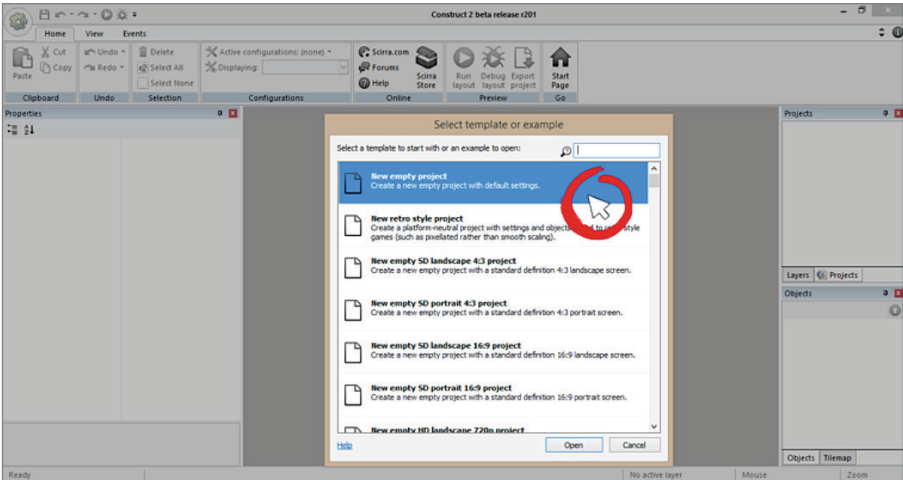 Construct 2 beta release r201
Home View Events
Paste
Cut
Copy
Clipboard
Undo
Redo
Undo
Delete
Select All
Select None
Selection
Active configurations: (none)
Displaying:
Configurations
Scirra.com
Forums
Help
Scirra Store
Online
Run layout
Debug layout
Export project
Preview
Start Page
Go
Properties
Select template or example
Select a template to start with or an example to open:
New empty project
Create a new empty project with default settings.
New retro style project
Create a platform-neutral project with settings and objects to style
games (such as pixellated rather than smooth scaling).
New empty SD landscape 4:3 project
Create a new empty project with a standard definition 4:3 landscape screen.
New empty SD portrait 4:3 project
Create a new empty project with a standard definition 4:3 portrait screen.
New empty SD landscape 16:9 project
Create a new empty project with a standard definition 16:9 landscape screen.
New empty SD portrait 16:9 project
Create a new empty project with a standard definition 16:9 portrait screen.
New empty HD landscape 720p project
Help
Open
Cancel
Projects
Layers Projects
Objects
Objects Tilemap
Ready
No active layer
Mouse
Zoom